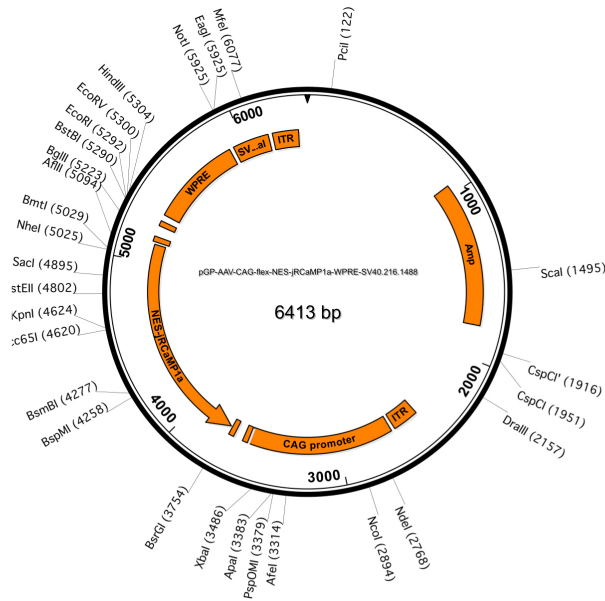 PciI (122)
1000
Amp
ScaI (1495)
CspCI' (1916)
CspCI (1951)
2000
DraIII (2157)
ITR
NdeI (2768)
NcoI (2894)
3000
CAG promoter
AfeI (3314)
PspOMI (3379)
ApaI (3383)
XbaI (3486)
BsrGI (3754)
4000
NES-jRCaMP1a
BspMI (4258)
BsmBI (4277)
:c65I (4620)
KpnI (4624)
stEII (4802)
SacI (4895)
5000
NheI (5025)
BmtI (5029)
AflII (5094)
BglII (5223)
BstBI (5290)
EcoRI (5292)
EcoRV (5300)
HindIII (5304)
WPRE
NotI (5925)
EagI (5925)
6000
MfeI (6077)
SV...al
ITR
pGP-AAV-CAG-flex-NES-jRCaMP1a-WPRE-SV40.216.1488
6413 bp